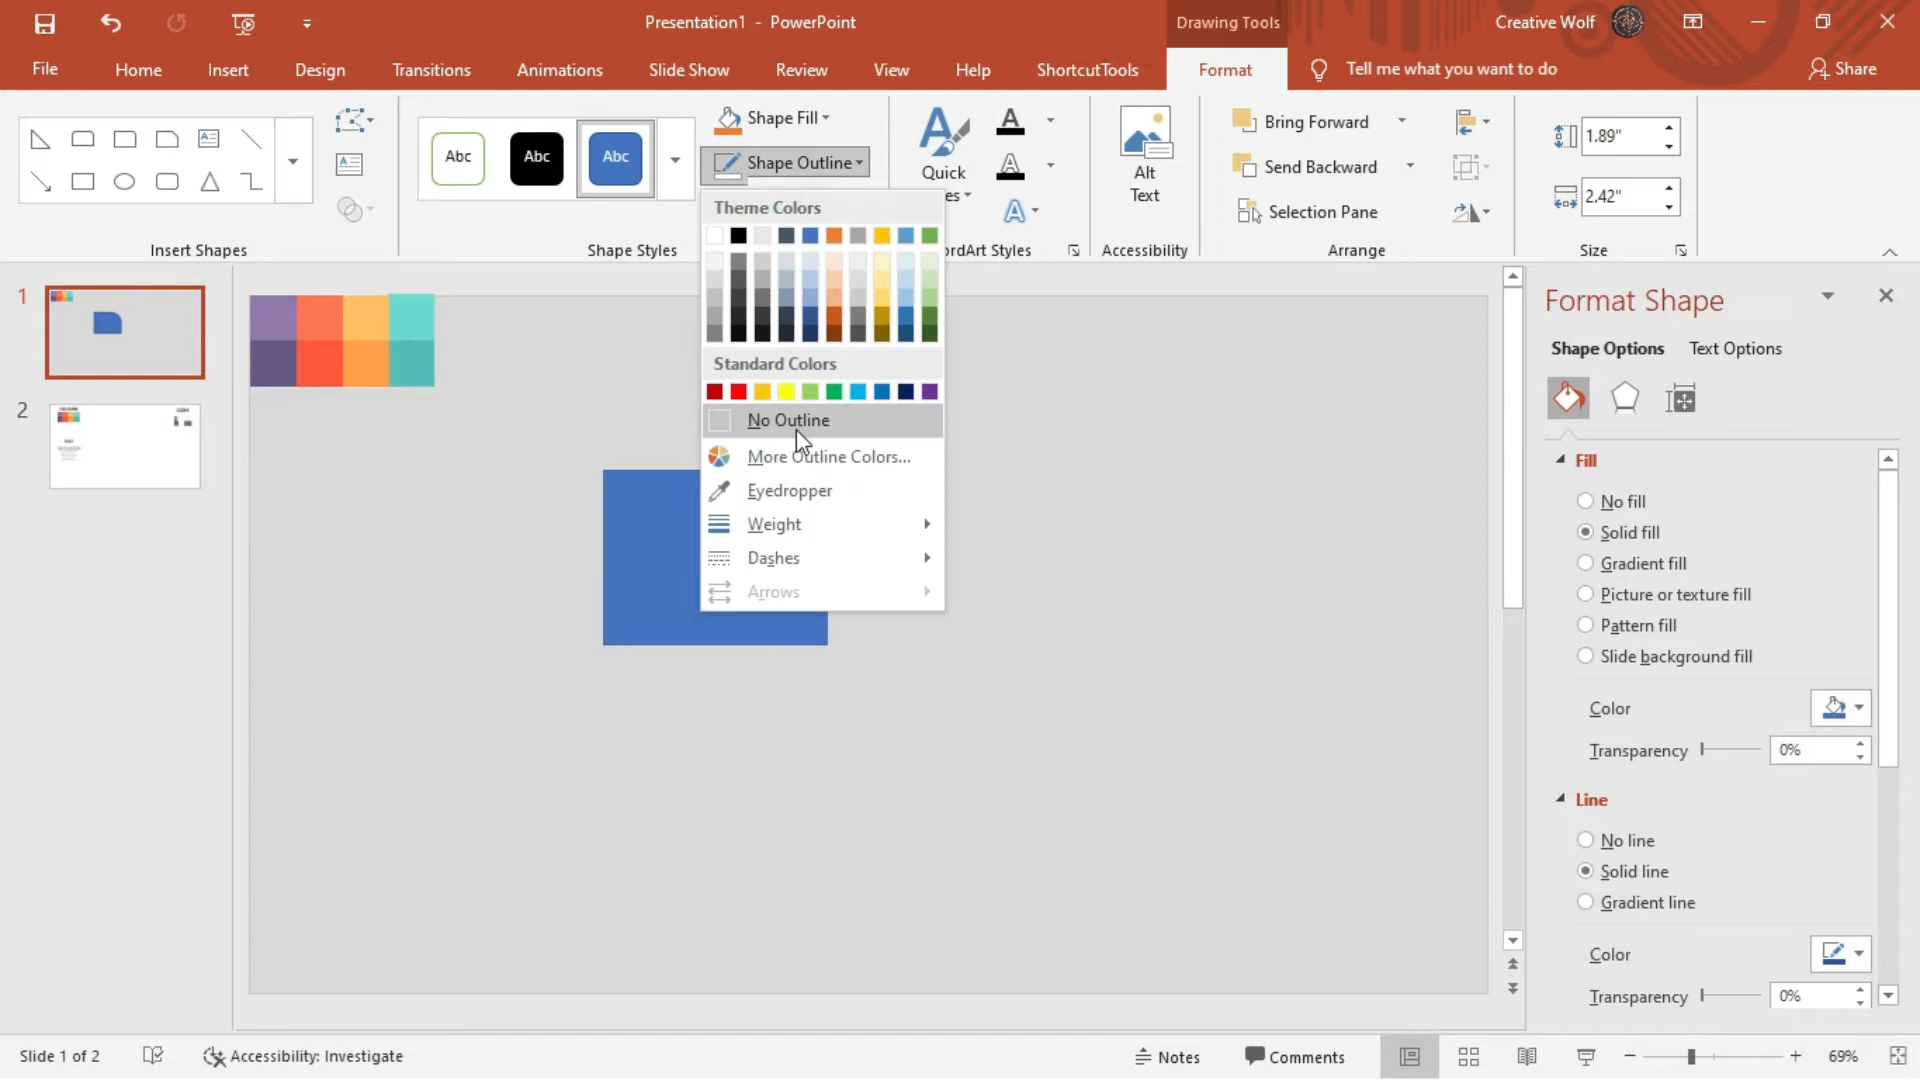 Presentation1 - PowerPoint
Drawing Tools
Creative Wolf
File
Home
Insert
Design
Transitions
Animations
Slide Show
Review
View
Help
ShortcutTools
Format
Tell me what you want to do
Share
Abc
Abc
Abc
Shape Fill
Shape Outline
Quick
es
Alt
Text
Bring Forward
Send Backward
Selection Pane
1.89"
2.42"
Insert Shapes
Shape Styles
ordArt Styles
Accessibility
Arrange
Size
Theme Colors
Standard Colors
No Outline
More Outline Colors...
Eyedropper
Weight
Dashes
Arrows
1
2
Format Shape
Shape Options
Text Options
Fill
No fill
Solid fill
Gradient fill
Picture or texture fill
Pattern fill
Slide background fill
Color
Transparency
0%
Line
No line
Solid line
Gradient line
Color
Transparency
0%
Slide 1 of 2
Accessibility: Investigate
Notes
Comments
69%